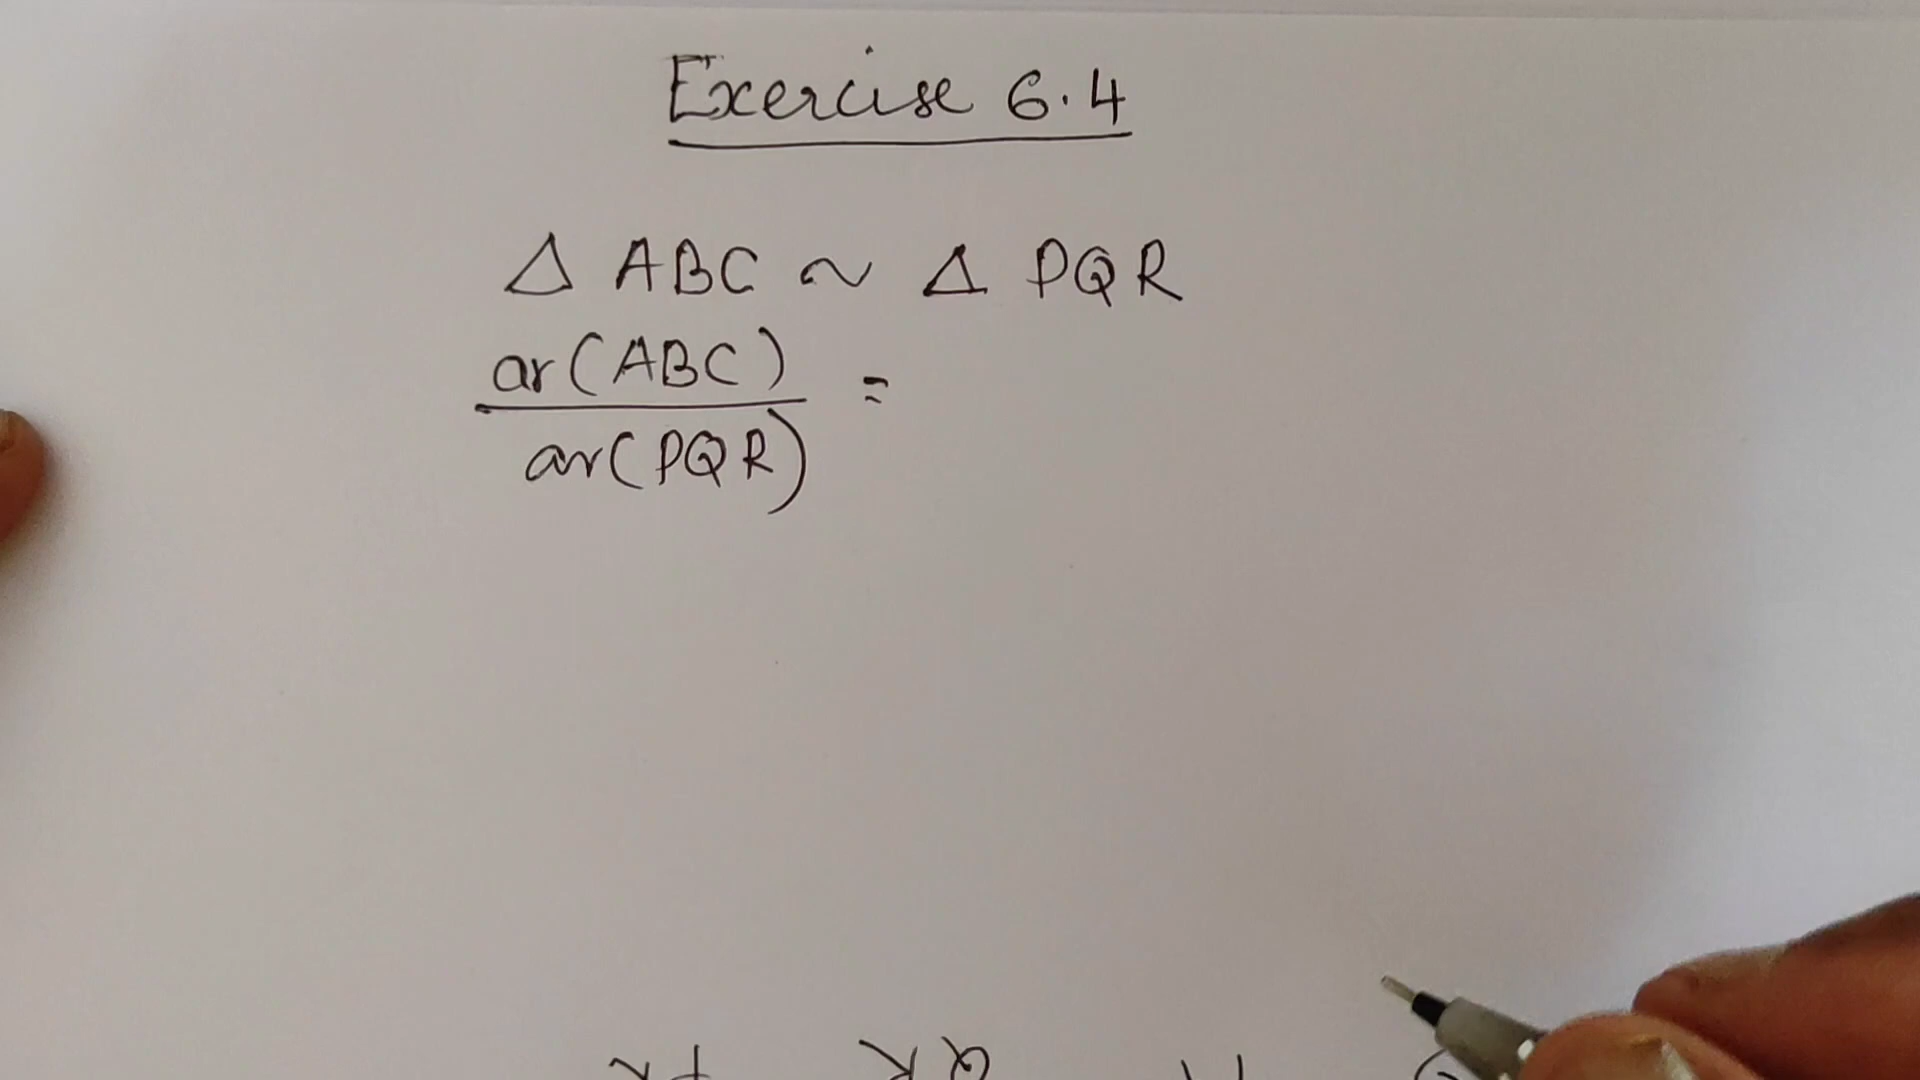 Exercise 6.4
△ ABC ~ △ PQR
ar(ABC)
ar(PQR)
=